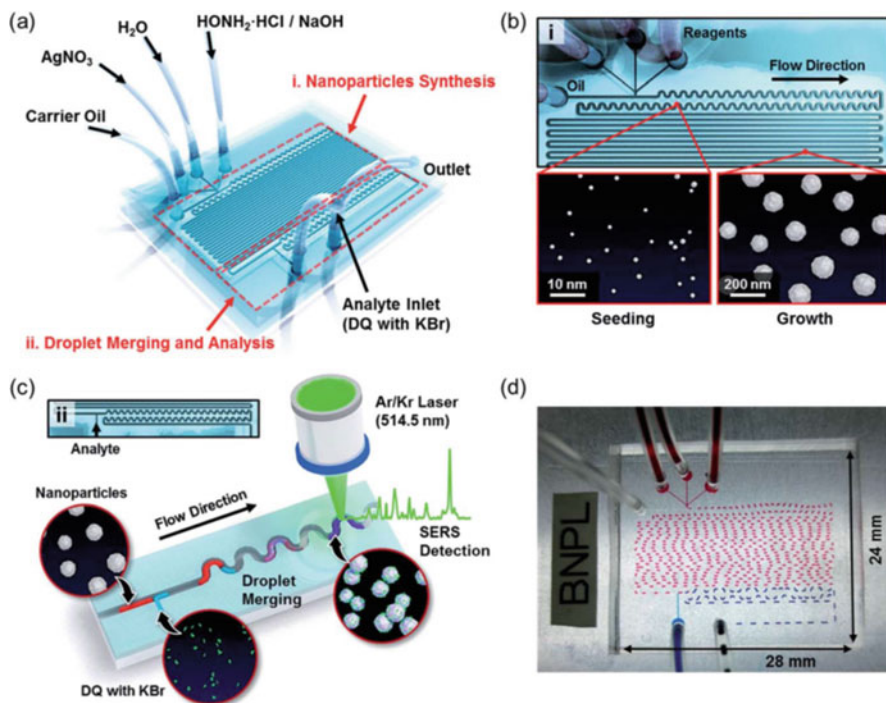 (a)
HONH₂·HCl / NaOH
H₂O
AgNO₃
Carrier Oil
i. Nanoparticles Synthesis
Outlet
Analyte Inlet
(DQ with KBr)
ii. Droplet Merging and Analysis
(b)
i
Reagents
Flow Direction
Oil
10 nm
200 nm
Seeding
Growth
(c)
ii
Analyte
Ar/Kr Laser
(514.5 nm)
Nanoparticles
Flow Direction
SERS
Detection
Droplet
Merging
DQ with KBr
(d)
BNPL
24 mm
28 mm